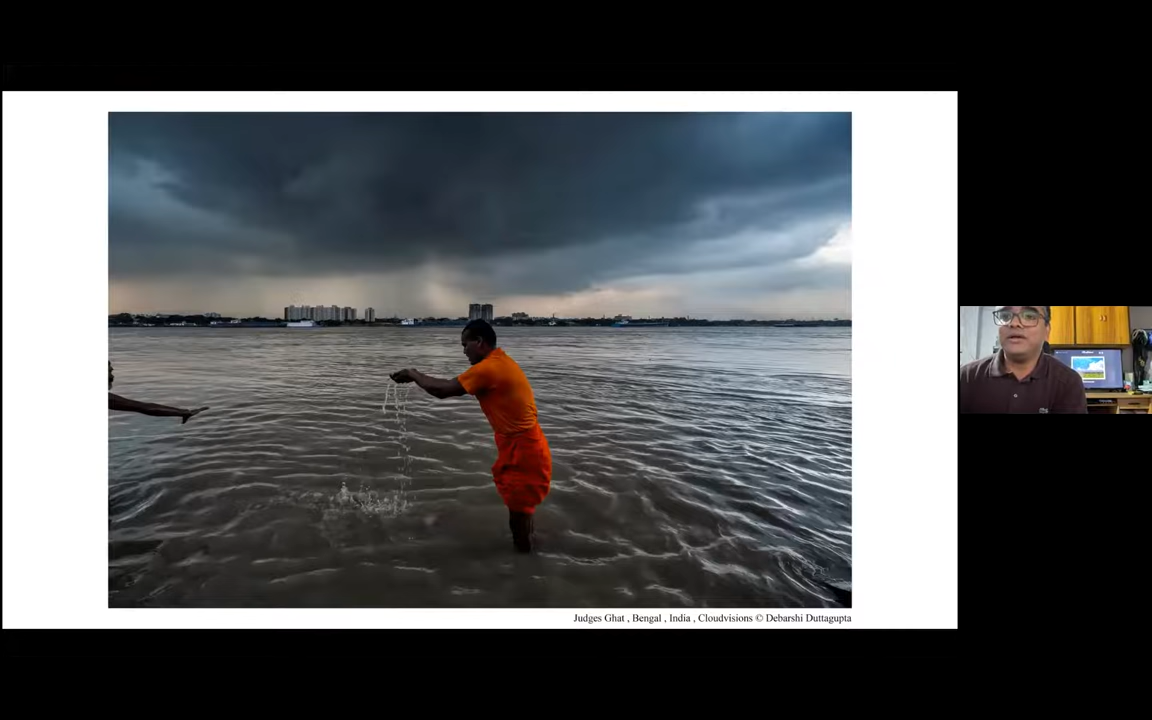 Judges Ghat , Bengal , India , Cloudvisions © Debarshi Duttagupta